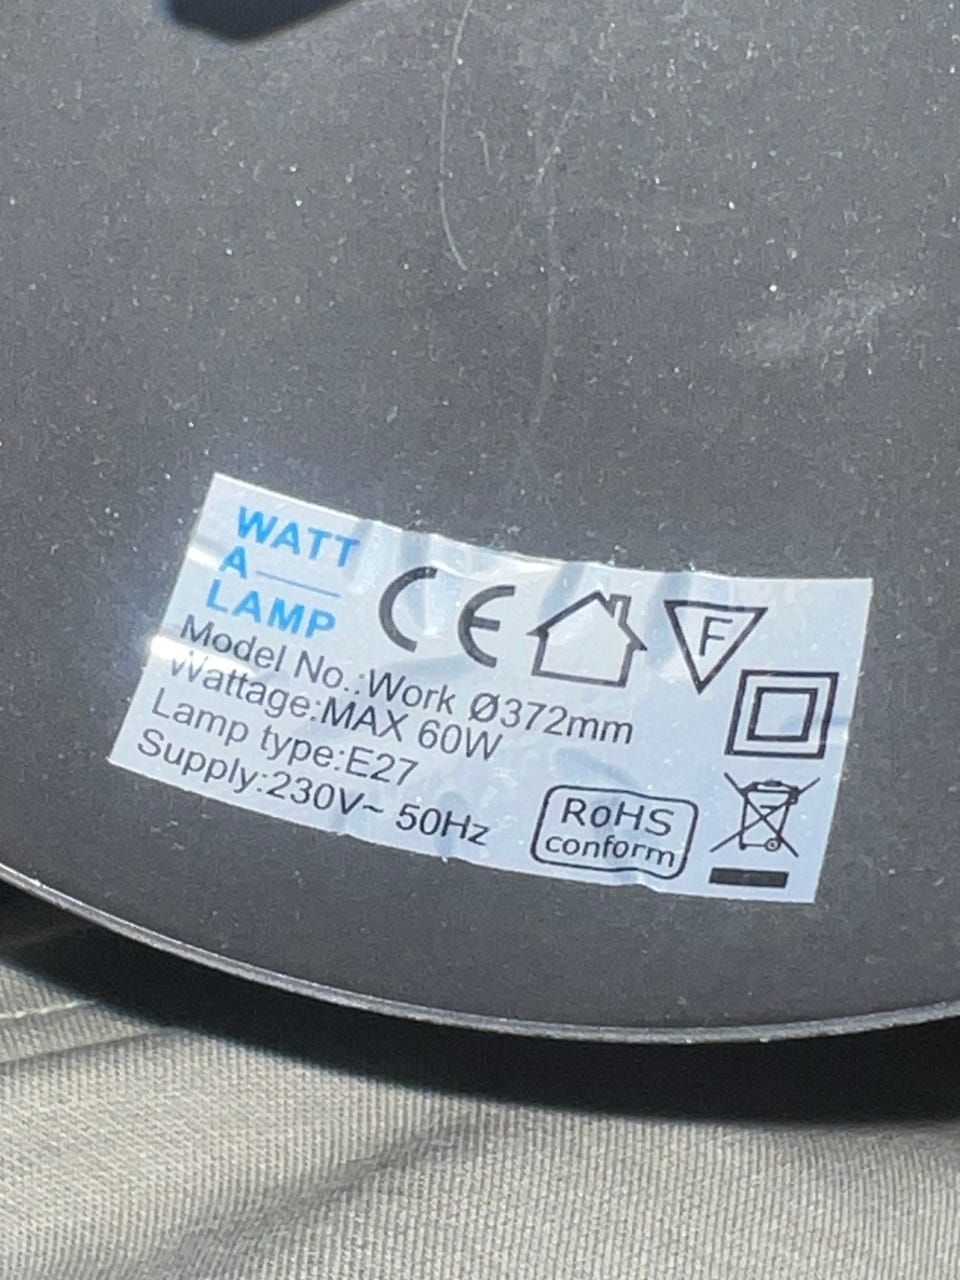 WATT
A
LAMP
CE
F
Model No.:Work Ø372mm
Wattage:MAX 60W
Lamp type:E27
Supply:230V~ 50Hz
RoHS
conform